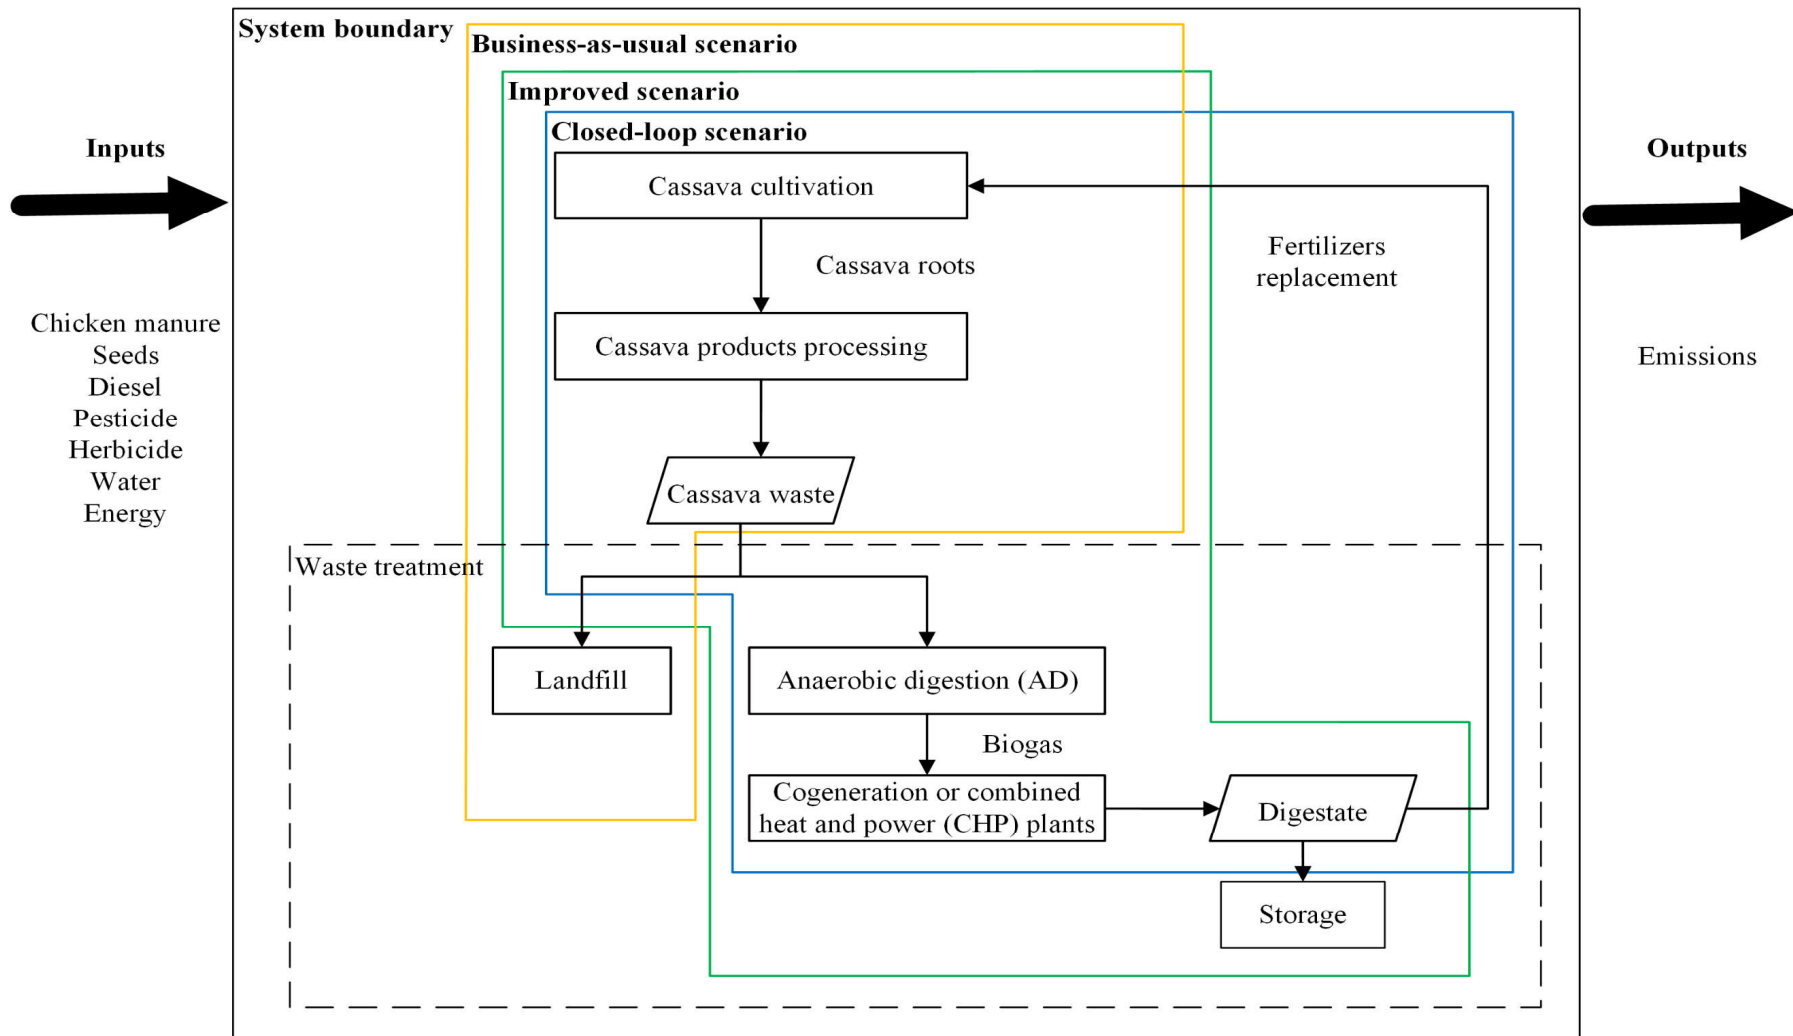 System boundary
Business-as-usual scenario
Improved scenario
Closed-loop scenario
Inputs
Outputs
Cassava cultivation
Cassava roots
Fertilizers
replacement
Chicken manure
Seeds
Diesel
Pesticide
Herbicide
Water
Energy
Cassava products processing
Emissions
Cassava waste
Waste treatment
Landfill
Anaerobic digestion (AD)
Biogas
Cogeneration or combined
heat and power (CHP) plants
Digestate
Storage